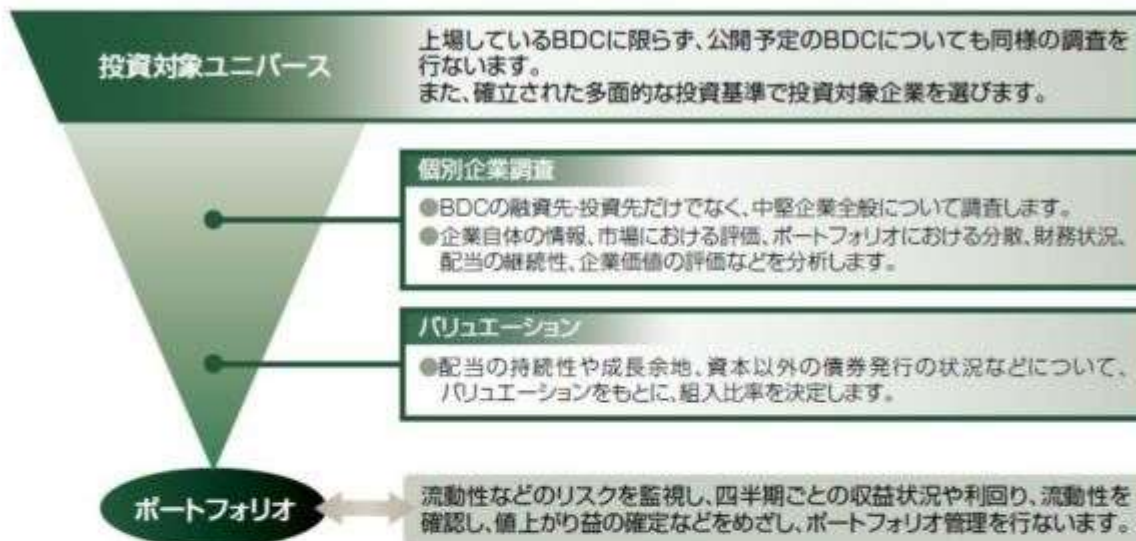 投資対象ユニバース
上場しているBDCに限らず、公開予定のBDCについても同様の調査を
行ないます。
また、確立された多面的な投資基準で投資対象企業を選びます。
個別企業調査
●BDCの融資先・投資先だけでなく、中堅企業全般について調査します。
●企業自体の情報、市場における評価、ポートフォリオにおける分散、財務状況、
配当の継続性、企業価値の評価などを分析します。
バリュエーション
●配当の持続性や成長余地、資本以外の債券発行の状況などについて、
バリュエーションをもとに、組入比率を決定します。
ポートフォリオ
流動性などのリスクを監視し、四半期ごとの収益状況や利回り、流動性を
確認し、値上がり益の確定などをめざし、ポートフォリオ管理を行ないます。